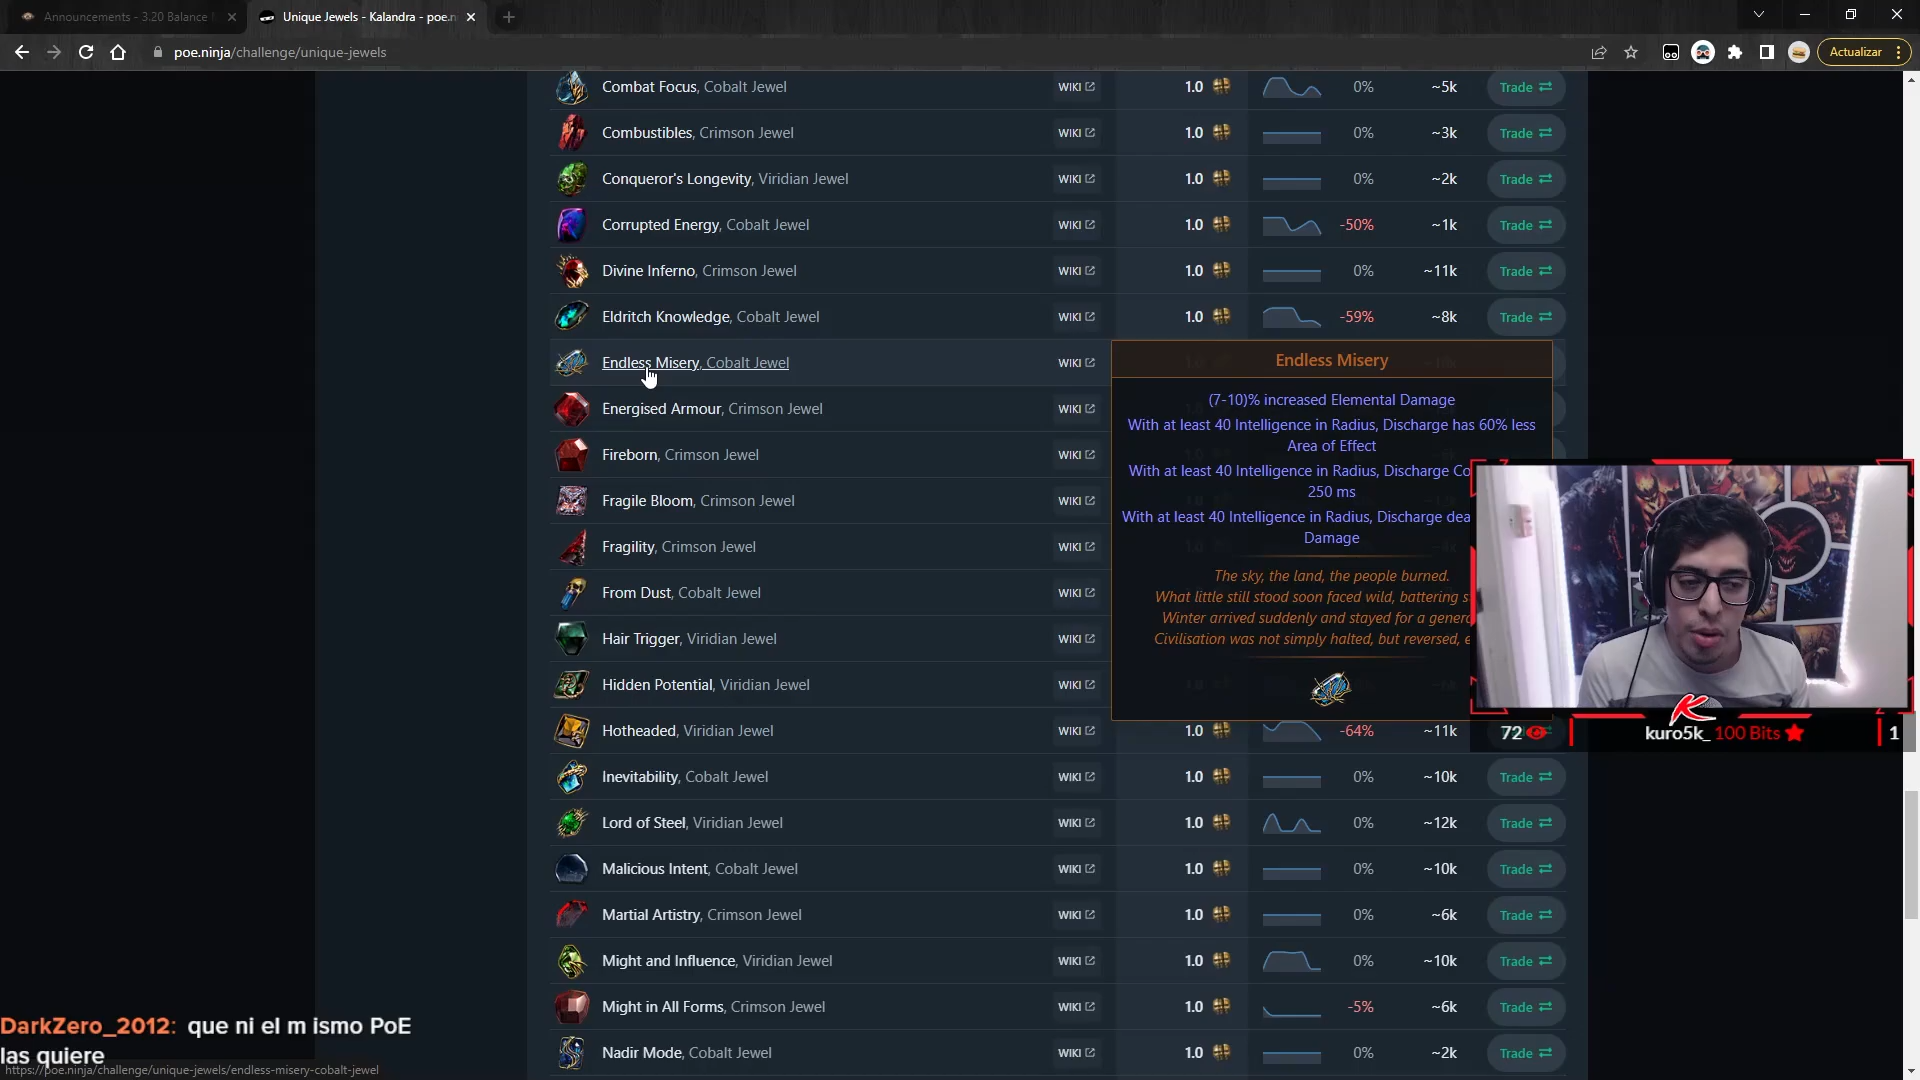 Announcements - 3.20 Balance
Unique Jewels - Kalandra - poe.n
poe.ninja/challenge/unique-jewels
Actualizar
Combat Focus, Cobalt Jewel WIKI 1.0 0% ~5k Trade
Combustibles, Crimson Jewel WIKI 1.0 0% ~3k Trade
Conqueror's Longevity, Viridian Jewel WIKI 1.0 0% ~2k Trade
Corrupted Energy, Cobalt Jewel WIKI 1.0 -50% ~1k Trade
Divine Inferno, Crimson Jewel WIKI 1.0 0% ~11k Trade
Eldritch Knowledge, Cobalt Jewel WIKI 1.0 -59% ~8k Trade
Endless Misery, Cobalt Jewel WIKI
Energised Armour, Crimson Jewel WIKI
Fireborn, Crimson Jewel WIKI
Fragile Bloom, Crimson Jewel WIKI
Fragility, Crimson Jewel WIKI
From Dust, Cobalt Jewel WIKI
Hair Trigger, Viridian Jewel WIKI
Hidden Potential, Viridian Jewel WIKI
Hotheaded, Viridian Jewel WIKI 1.0 -64% ~11k
Inevitability, Cobalt Jewel WIKI 1.0 0% ~10k Trade
Lord of Steel, Viridian Jewel WIKI 1.0 0% ~12k Trade
Malicious Intent, Cobalt Jewel WIKI 1.0 0% ~10k Trade
Martial Artistry, Crimson Jewel WIKI 1.0 0% ~6k Trade
Might and Influence, Viridian Jewel WIKI 1.0 0% ~10k Trade
Might in All Forms, Crimson Jewel WIKI 1.0 -5% ~6k Trade
Nadir Mode, Cobalt Jewel WIKI 1.0 0% ~2k Trade
Endless Misery
(7-10)% increased Elemental Damage
With at least 40 Intelligence in Radius, Discharge has 60% less
Area of Effect
With at least 40 Intelligence in Radius, Discharge Co
250 ms
With at least 40 Intelligence in Radius, Discharge dea
Damage
The sky, the land, the people burned.
What little still stood soon faced wild, battering s
Winter arrived suddenly and stayed for a genera
Civilisation was not simply halted, but reversed, e
72 kuro5k_ 100 Bits 1
DarkZero_2012: que ni el m ismo PoE
las quiere
https://poe.ninja/challenge/unique-jewels/endless-misery-cobalt-jewel